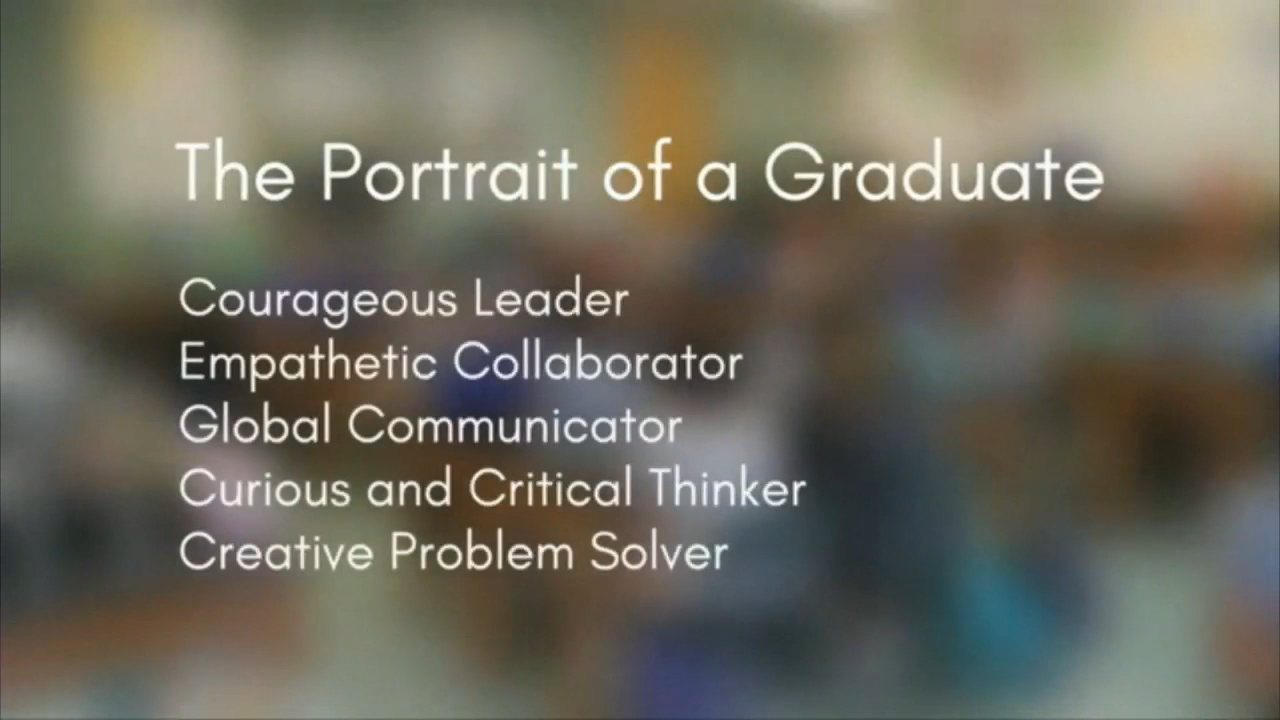 The Portrait of a Graduate
Courageous Leader
Empathetic Collaborator
Global Communicator
Curious and Critical Thinker
Creative Problem Solver